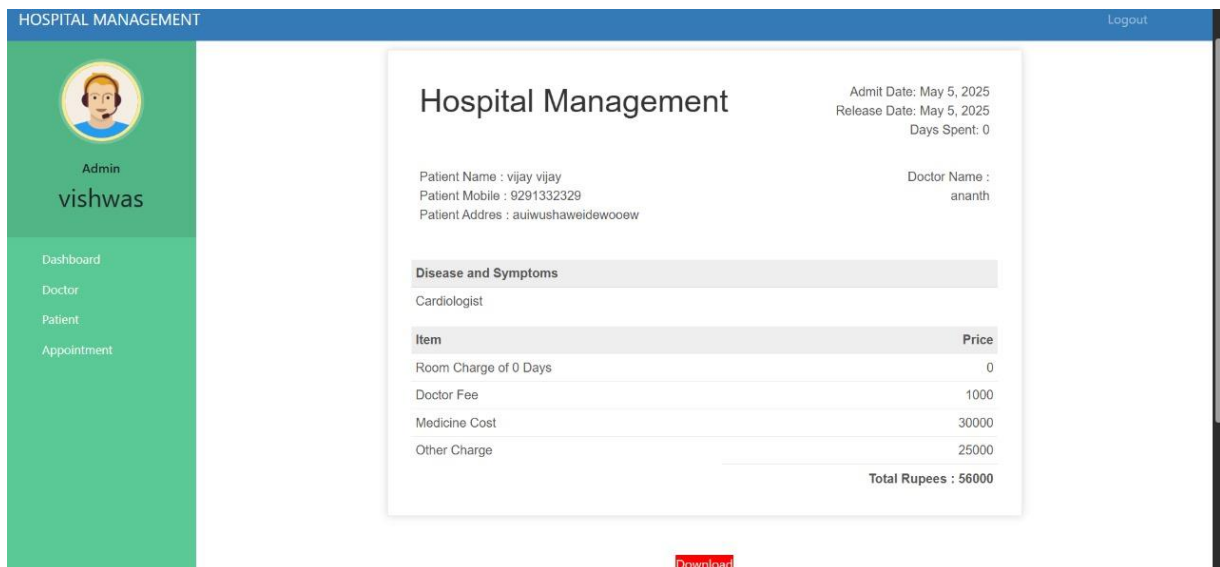 HOSPITAL MANAGEMENT
Logout
Admin
vishwas
Dashboard
Doctor
Patient
Appointment
Hospital Management
Admit Date: May 5, 2025
Release Date: May 5, 2025
Days Spent: 0
Patient Name : vijay vijay
Patient Mobile : 9291332329
Patient Addres : auiwushaweidewooew
Doctor Name :
ananth
Disease and Symptoms
Cardiologist
Item Price
Room Charge of 0 Days 0
Doctor Fee 1000
Medicine Cost 30000
Other Charge 25000
Total Rupees : 56000
Download